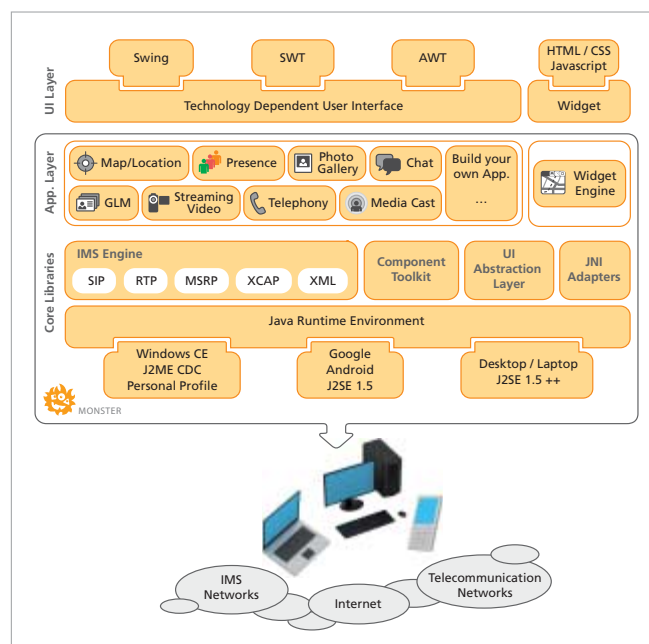 UI Layer
Swing
SWT
AWT
HTML / CSS
Javascript
Technology Dependent User Interface
Widget
App. Layer
Map/Location
Presence
Photo
Gallery
Chat
Build your
own App.
...
GLM
Streaming
Video
Telephony
Media Cast
Widget
Engine
Core Libraries
IMS Engine
SIP
RTP
MSRP
XCAP
XML
Component
Toolkit
UI
Abstraction
Layer
JNI
Adapters
Java Runtime Environment
Windows CE
J2ME CDC
Personal Profile
Google
Android
J2SE 1.5
Desktop / Laptop
J2SE 1.5 ++
MONSTER
IMS
Networks
Internet
Telecommunication
Networks